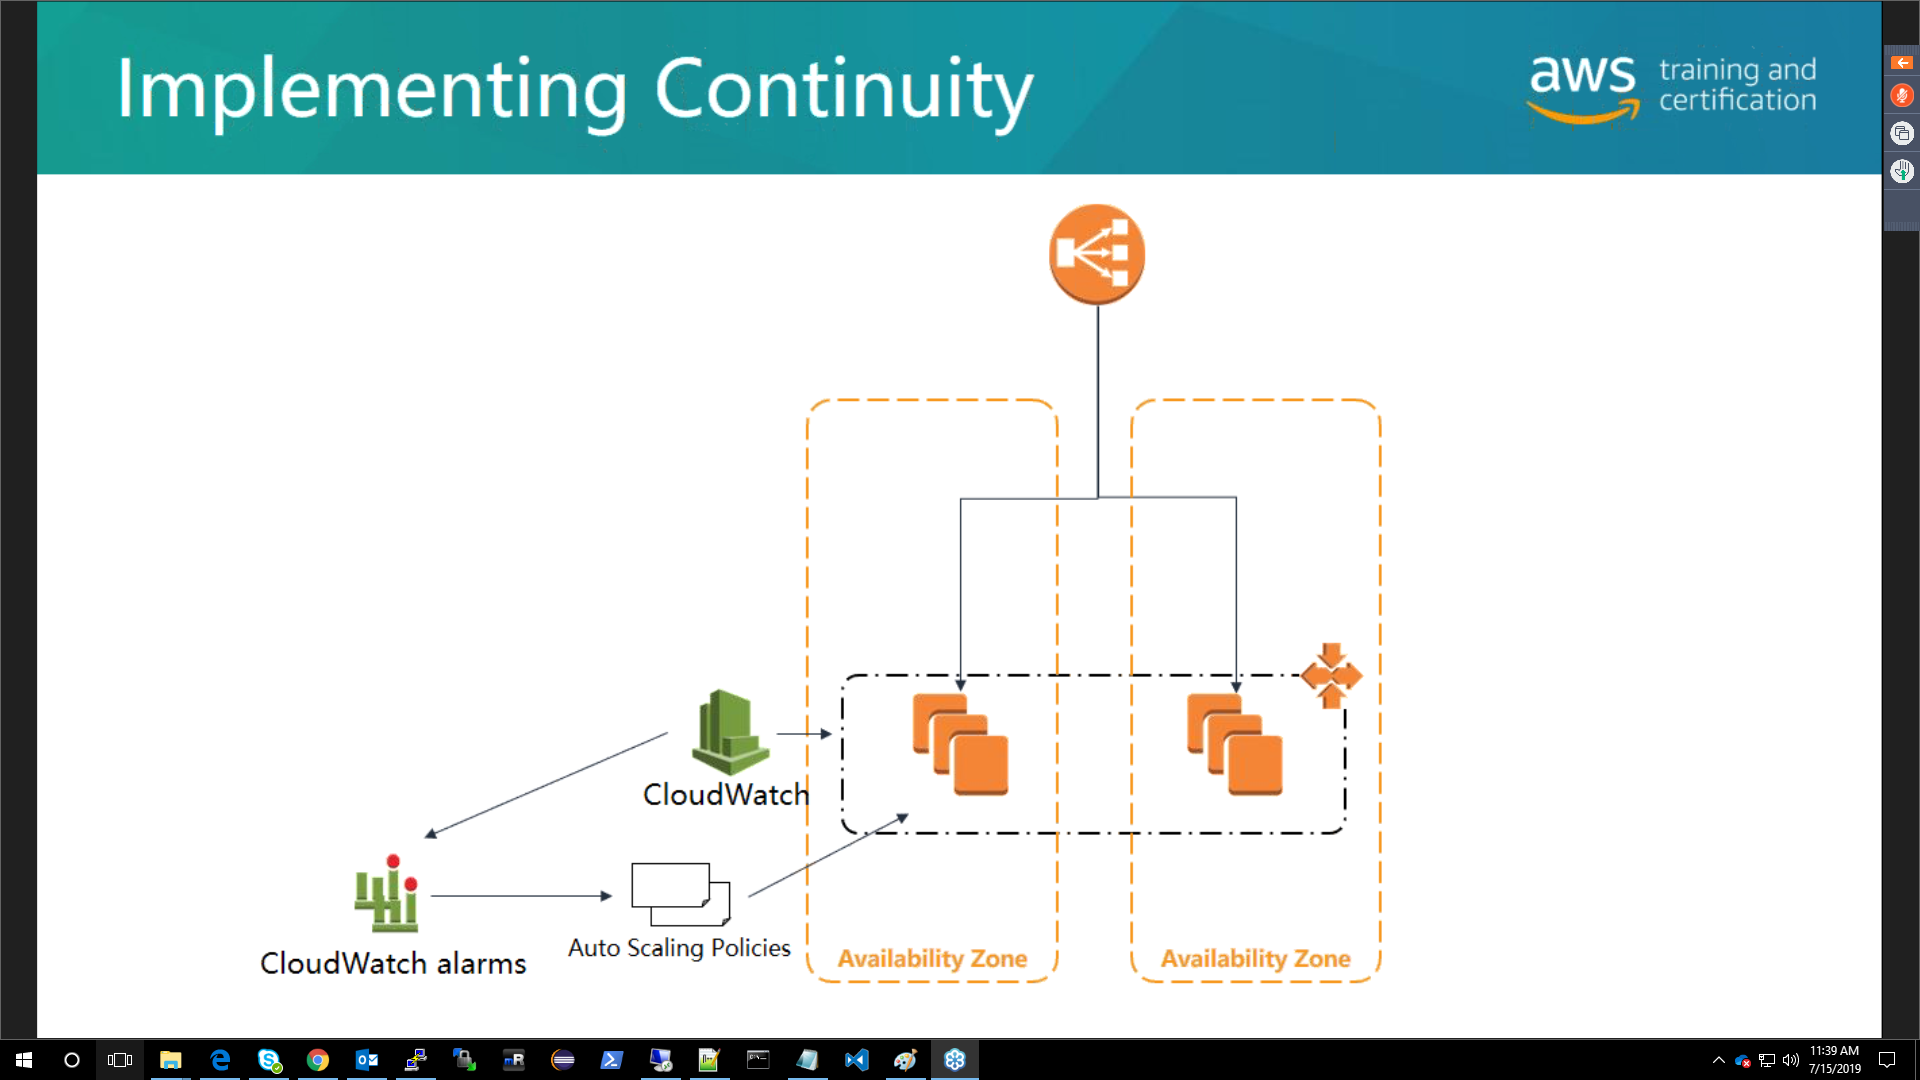 Implementing Continuity
aws training and
certification
CloudWatch
CloudWatch alarms
Auto Scaling Policies
Availability Zone
Availability Zone
mR
11:39 AM
7/15/2019